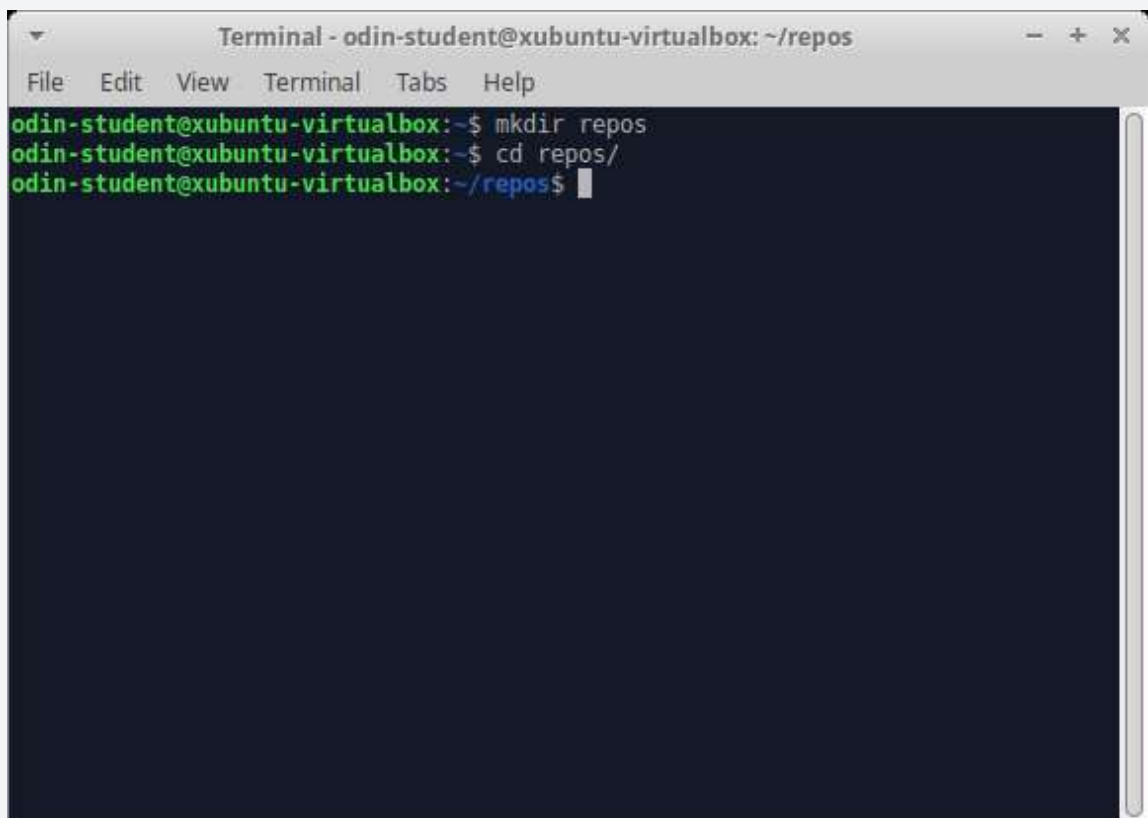 Terminal - odin-student@xubuntu-virtualbox: ~/repos
File Edit View Terminal Tabs Help
odin-student@xubuntu-virtualbox:~$ mkdir repos
odin-student@xubuntu-virtualbox:~$ cd repos/
odin-student@xubuntu-virtualbox:~/repos$